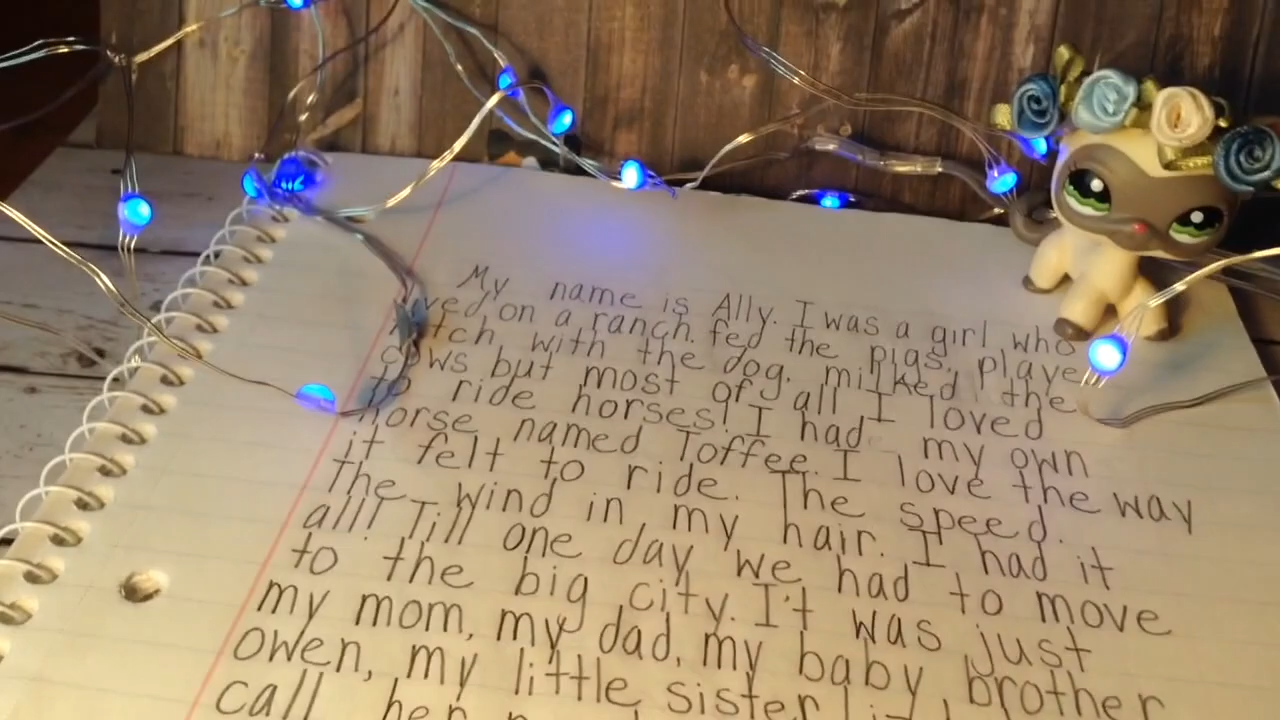 My name is Ally. I was a girl who
lived on a ranch. fed the pigs, played
catch with the dog. milked the
cows but most of all I loved
to ride horses! I had my own
horse named Toffee. I love the way
it felt to ride. The speed.
The wind in my hair. I had it
all! Till one day we had to move
to the big city. It was just
my mom, my dad, my baby brother
owen, my little sister
call her